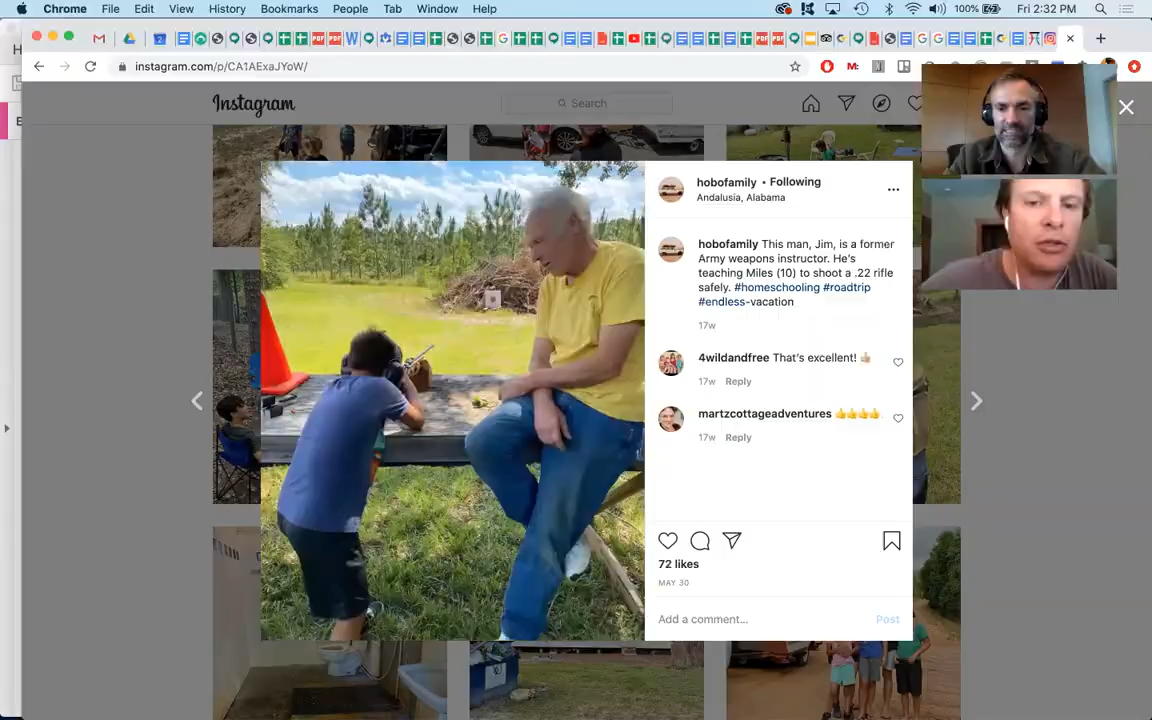 Chrome File Edit View History Bookmarks People Tab Window Help 100% Fri 2:32 PM
instagram.com/p/CA1AExaJYoW/
Instagram
Search
hobofamily • Following
Andalusia, Alabama
hobofamily This man, Jim, is a former
Army weapons instructor. He's
teaching Miles (10) to shoot a .22 rifle
safely. #homeschooling #roadtrip
#endless-vacation
17w
4wildandfree That's excellent! 👍🏼
17w Reply
martzcottageadventures 👍👍👍👍
17w Reply
72 likes
MAY 30
Add a comment...
Post